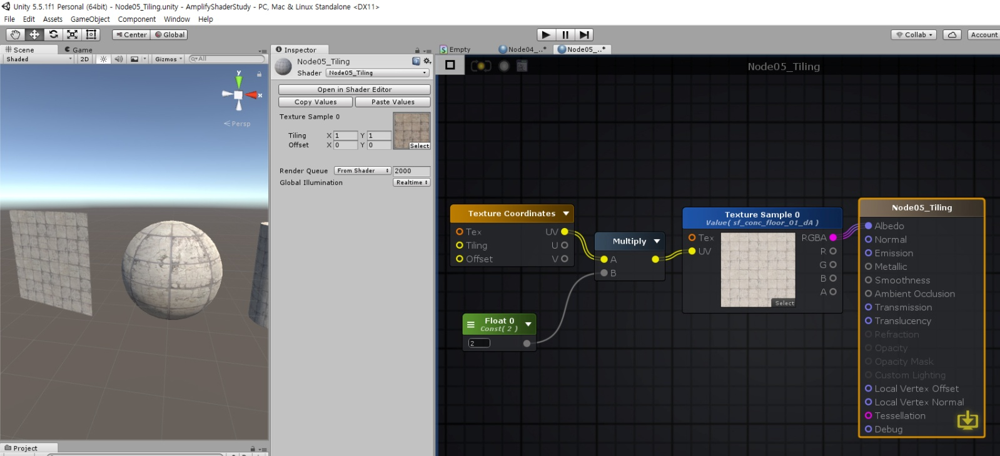 Unity 5.5.1f1 Personal (64bit) - Node05_Tiling.unity - AmplifyShaderStudy - PC, Mac & Linux Standalone <DX11>
File Edit Assets GameObject Component Window Help
Center Global Collab Account
Scene Game
Shaded 2D Gizmos All
y
x
Persp
Project
Inspector
Node05_Tiling
Shader Node05_Tiling
Open in Shader Editor
Copy Values Paste Values
Texture Sample 0
Tiling X 1 Y 1
Offset X 0 Y 0
Select
Render Queue From Shader 2000
Global Illumination Realtime
Empty Node04_..* Node05_..*
Node05_Tiling
Texture Coordinates
Tex UV
Tiling U
Offset V
Multiply
A
B
Float 0
Const( 2 )
2
Texture Sample 0
Value( sf_conc_floor_01_dA )
Tex RGBA
UV R
G
B
A
Select
Node05_Tiling
Albedo
Normal
Emission
Metallic
Smoothness
Ambient Occlusion
Transmission
Translucency
Refraction
Opacity
Opacity Mask
Custom Lighting
Local Vertex Offset
Local Vertex Normal
Tessellation
Debug